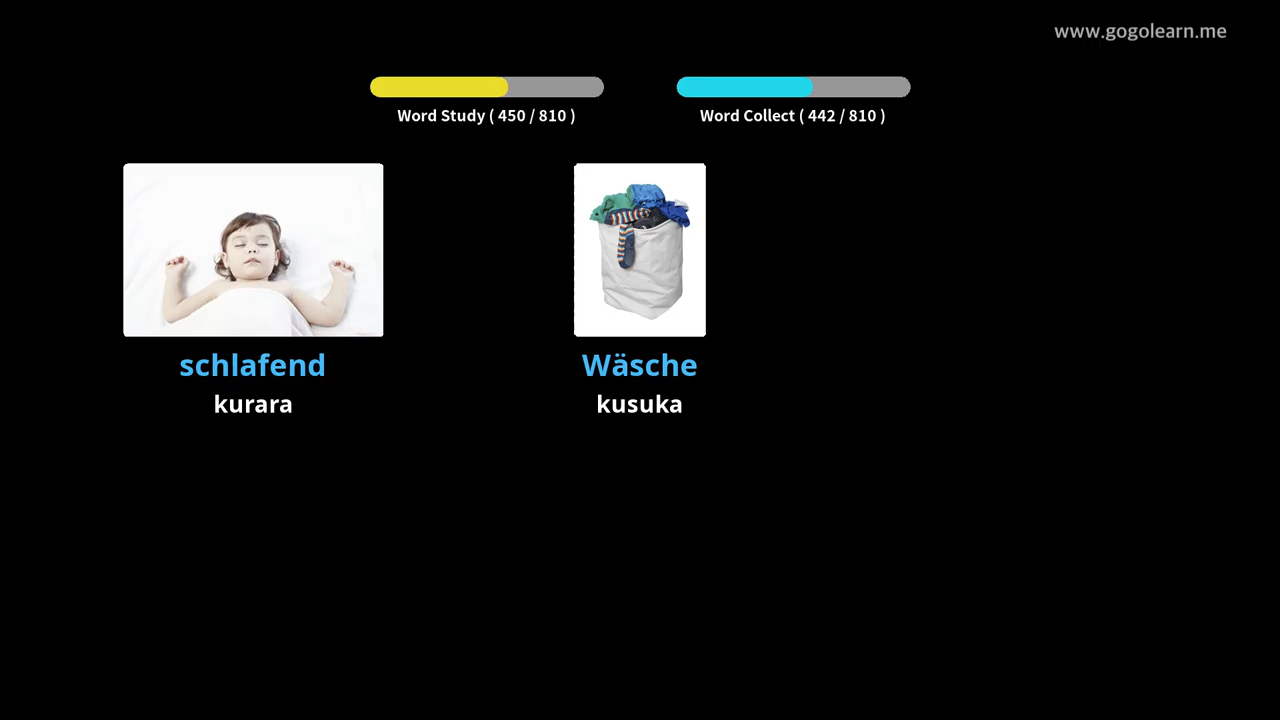 www.gogolearn.me
Word Study ( 450 / 810 )
Word Collect ( 442 / 810 )
schlafend
kurara
Wäsche
kusuka